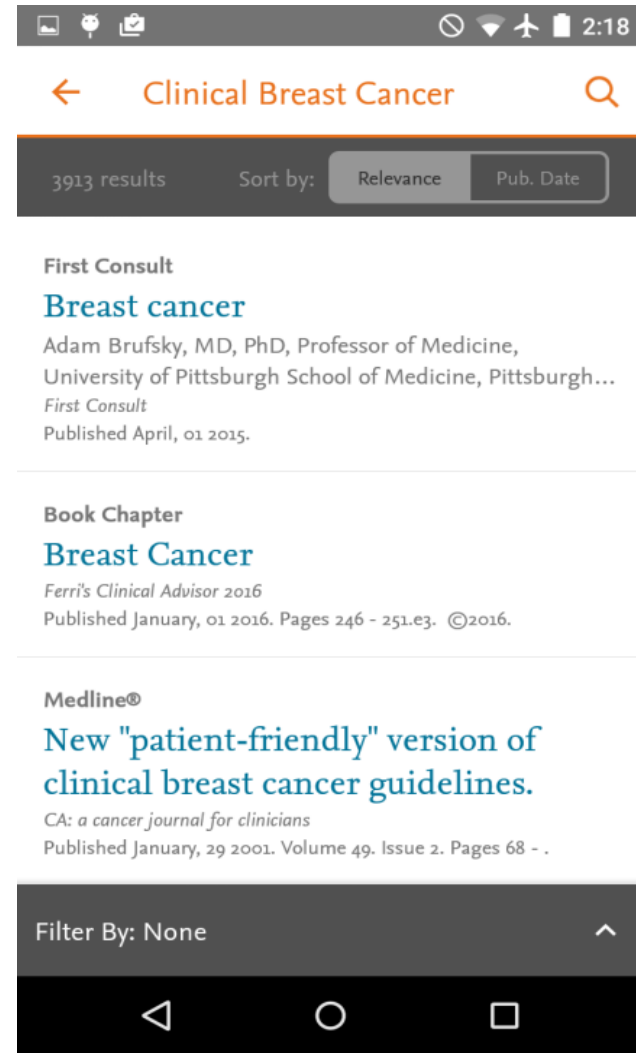 2:18
Clinical Breast Cancer
3913 results Sort by: Relevance Pub. Date
First Consult
Breast cancer
Adam Brufsky, MD, PhD, Professor of Medicine,
University of Pittsburgh School of Medicine, Pittsburgh...
First Consult
Published April, 01 2015.
Book Chapter
Breast Cancer
Ferri's Clinical Advisor 2016
Published January, 01 2016. Pages 246 - 251.e3. ©2016.
Medline®
New "patient-friendly" version of
clinical breast cancer guidelines.
CA: a cancer journal for clinicians
Published January, 29 2001. Volume 49. Issue 2. Pages 68 - .
Filter By: None